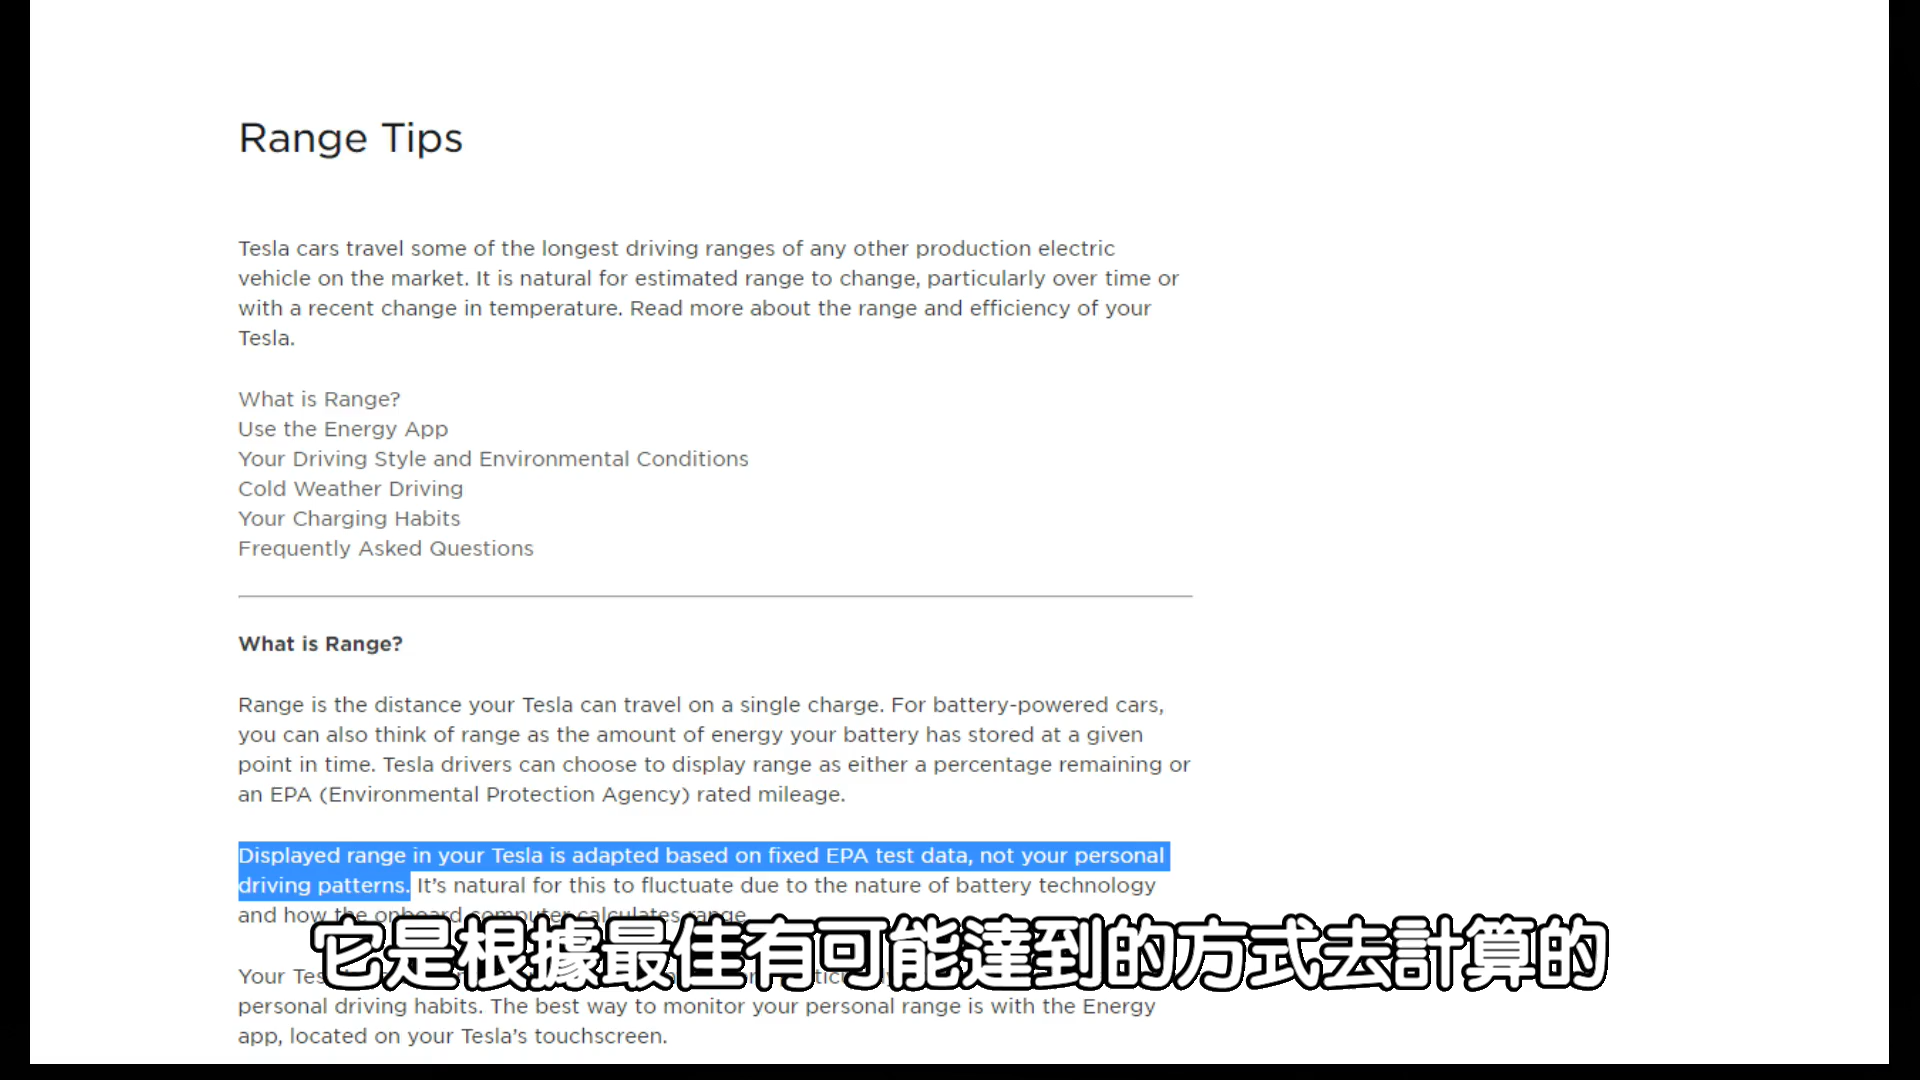 Range Tips
Tesla cars travel some of the longest driving ranges of any other production electric
vehicle on the market. It is natural for estimated range to change, particularly over time or
with a recent change in temperature. Read more about the range and efficiency of your
Tesla.
What is Range?
Use the Energy App
Your Driving Style and Environmental Conditions
Cold Weather Driving
Your Charging Habits
Frequently Asked Questions
What is Range?
Range is the distance your Tesla can travel on a single charge. For battery-powered cars,
you can also think of range as the amount of energy your battery has stored at a given
point in time. Tesla drivers can choose to display range as either a percentage remaining or
an EPA (Environmental Protection Agency) rated mileage.
Displayed range in your Tesla is adapted based on fixed EPA test data, not your personal
driving patterns. It’s natural for this to fluctuate due to the nature of battery technology
and how the onboard computer calculates range.
它是根據最佳有可能達到的方式去計算的
Your
personal driving habits. The best way to monitor your personal range is with the Energy
app, located on your Tesla’s touchscreen.